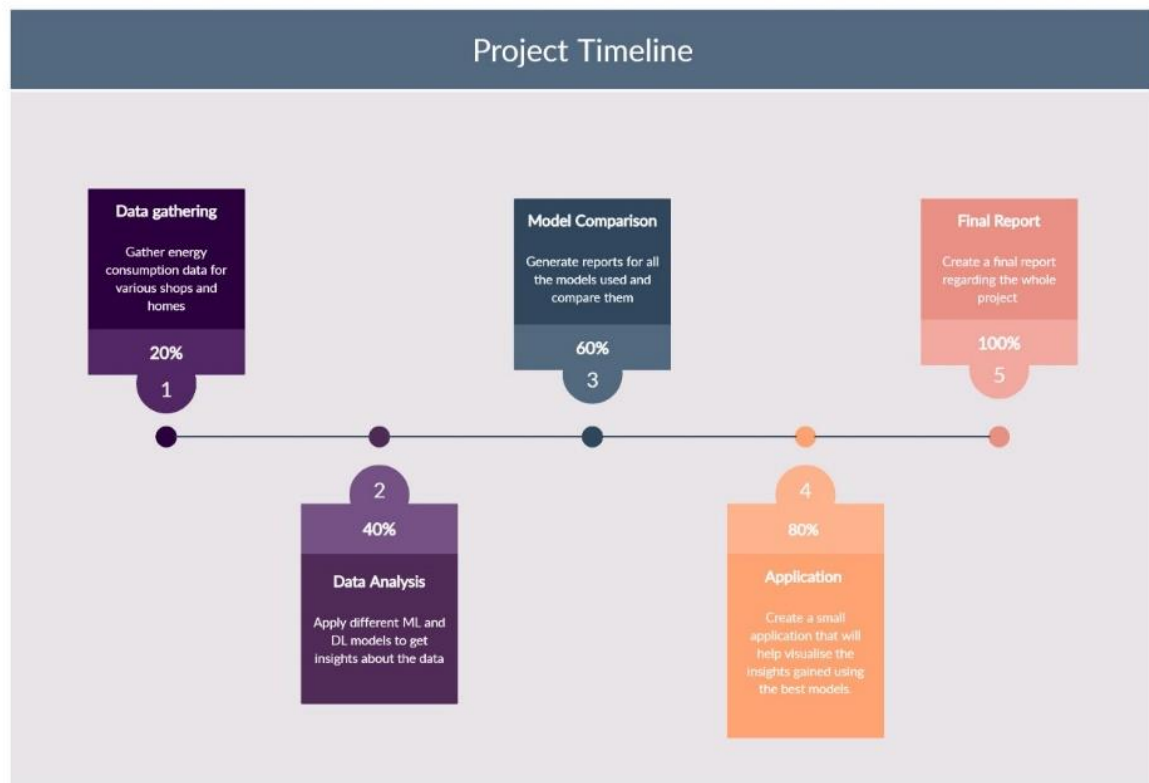 Project Timeline
Data gathering
Gather energy
consumption data for
various shops and
homes
20%
1
2
40%
Data Analysis
Apply different ML and
DL models to get
insights about the data
Model Comparison
Generate reports for all
the models used and
compare them
60%
3
4
80%
Application
Create a small
application that will
help visualise the
insights gained using
the best models.
Final Report
Create a final report
regarding the whole
project
100%
5